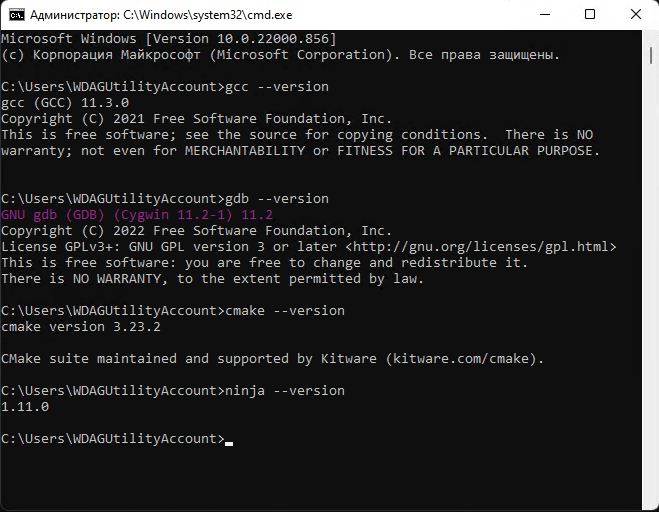 Администратор: C:\Windows\system32\cmd.exe
Microsoft Windows [Version 10.0.22000.856]
(c) Корпорация Майкрософт (Microsoft Corporation). Все права защищены.
C:\Users\WDAGUtilityAccount>gcc --version
gcc (GCC) 11.3.0
Copyright (C) 2021 Free Software Foundation, Inc.
This is free software; see the source for copying conditions.  There is NO
warranty; not even for MERCHANTABILITY or FITNESS FOR A PARTICULAR PURPOSE.
C:\Users\WDAGUtilityAccount>gdb --version
GNU gdb (GDB) (Cygwin 11.2-1) 11.2
Copyright (C) 2022 Free Software Foundation, Inc.
License GPLv3+: GNU GPL version 3 or later <http://gnu.org/licenses/gpl.html>
This is free software: you are free to change and redistribute it.
There is NO WARRANTY, to the extent permitted by law.
C:\Users\WDAGUtilityAccount>cmake --version
cmake version 3.23.2
CMake suite maintained and supported by Kitware (kitware.com/cmake).
C:\Users\WDAGUtilityAccount>ninja --version
1.11.0
C:\Users\WDAGUtilityAccount>